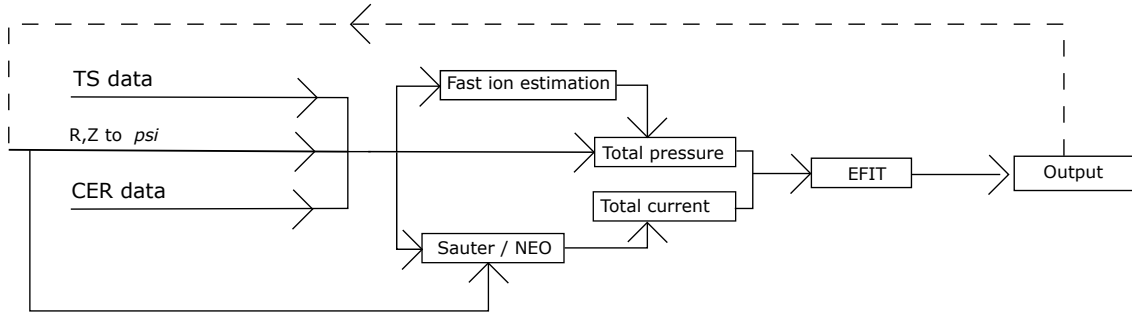 TS data
Fast ion estimation
R,Z to psi
Total pressure
CER data
EFIT
Output
Total current
Sauter / NEO